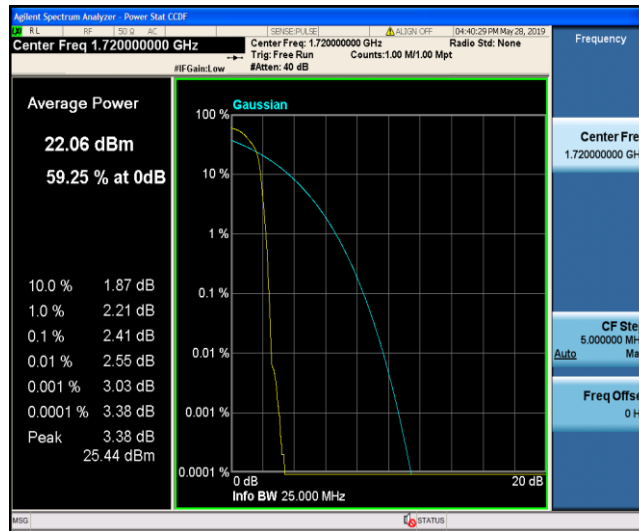 Agilent Spectrum Analyzer - Power Stat CCDF
RL RF 50 Ω AC SENSE:PULSE ALIGN OFF 04:40:29 PM May 28, 2019
Center Freq 1.720000000 GHz
Center Freq: 1.720000000 GHz Radio Std: None
Trig: Free Run Counts:1.00 M/1.00 Mpt
#IFGain:Low #Atten: 40 dB
Frequency
Average Power
22.06 dBm
59.25 % at 0dB
10.0 % 1.87 dB
1.0 % 2.21 dB
0.1 % 2.41 dB
0.01 % 2.55 dB
0.001 % 3.03 dB
0.0001 % 3.38 dB
Peak 3.38 dB
25.44 dBm
Gaussian
100 %
10 %
1 %
0.1 %
0.01 %
0.001 %
0.0001 %
0 dB 20 dB
Info BW 25.000 MHz
Center Fre
1.720000000 GH
CF Ste
5.000000 MH
Auto Ma
Freq Offse
0 H
MSG STATUS